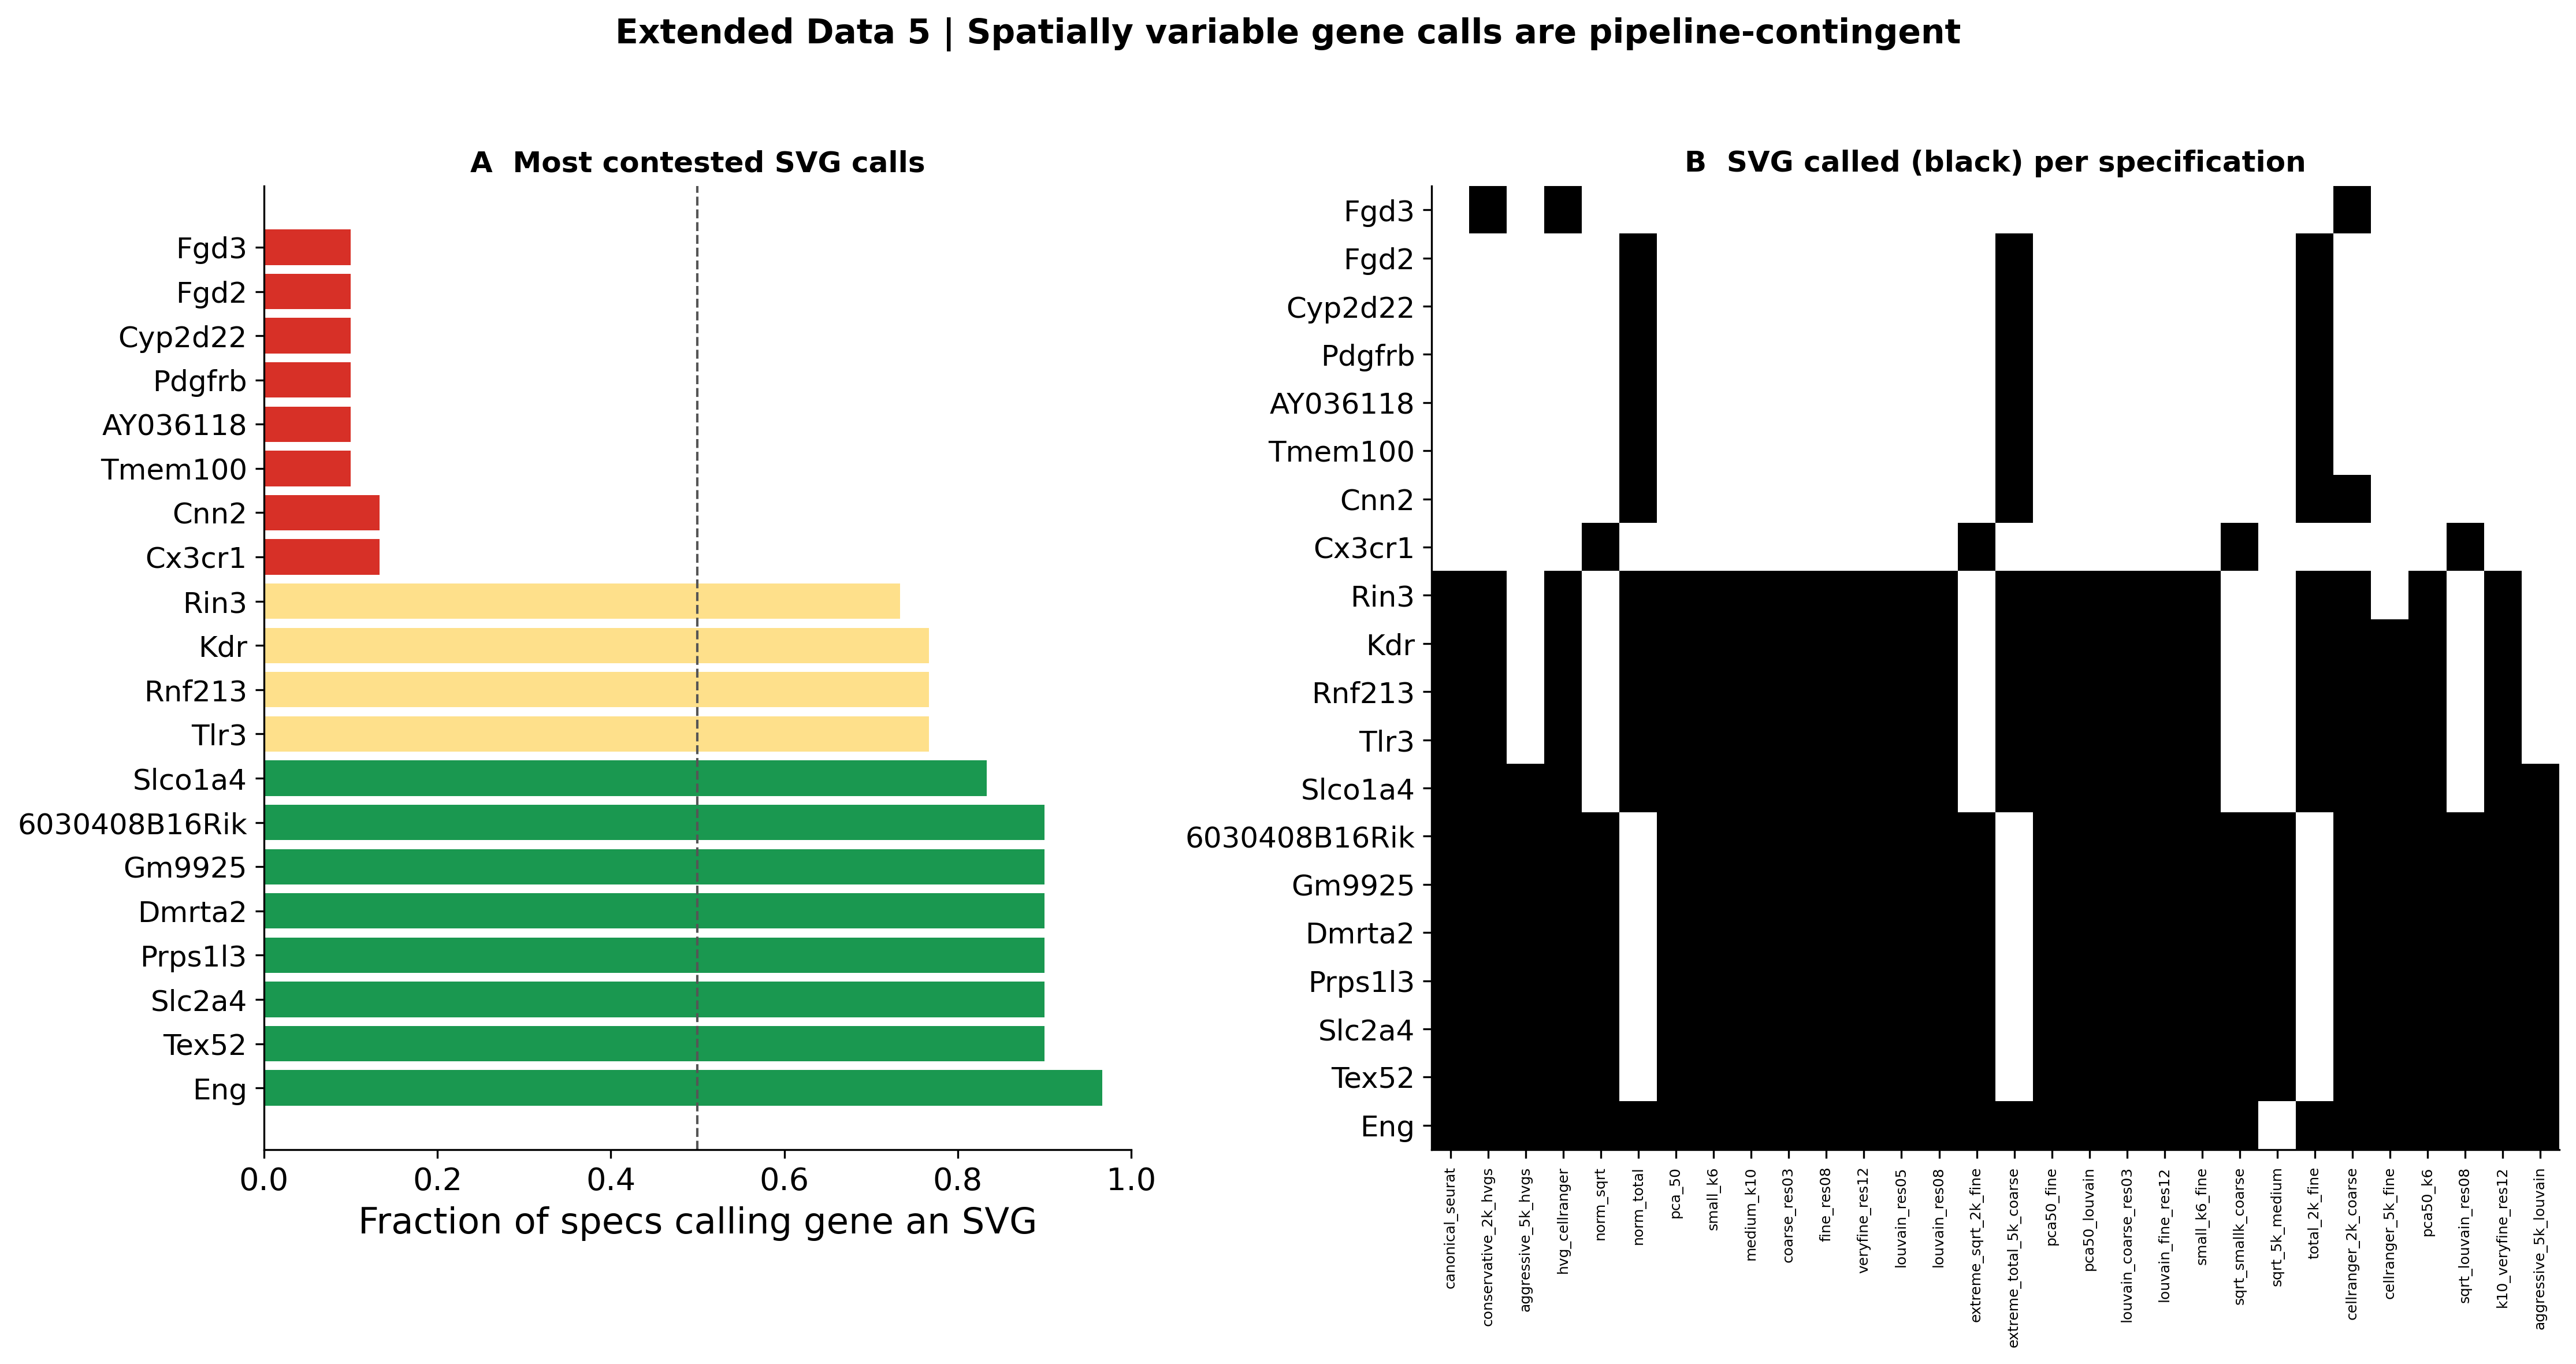 Extended Data 5 | Spatially variable gene calls are pipeline-contingent
A  Most contested SVG calls
Fgd3
Fgd2
Cyp2d22
Pdgfrb
AY036118
Tmem100
Cnn2
Cx3cr1
Rin3
Kdr
Rnf213
Tlr3
Slco1a4
6030408B16Rik
Gm9925
Dmrta2
Prps1l3
Slc2a4
Tex52
Eng
0.0 0.2 0.4 0.6 0.8 1.0
Fraction of specs calling gene an SVG
B  SVG called (black) per specification
Fgd3
Fgd2
Cyp2d22
Pdgfrb
AY036118
Tmem100
Cnn2
Cx3cr1
Rin3
Kdr
Rnf213
Tlr3
Slco1a4
6030408B16Rik
Gm9925
Dmrta2
Prps1l3
Slc2a4
Tex52
Eng
canonical_seurat
conservative_2k_hvgs
aggressive_5k_hvgs
hvg_cellranger
norm_sqrt
norm_total
pca_50
small_k6
medium_k10
coarse_res03
fine_res08
veryfine_res12
louvain_res05
louvain_res08
extreme_sqrt_2k_fine
extreme_total_5k_coarse
pca50_fine
pca50_louvain
louvain_coarse_res03
louvain_fine_res12
small_k6_fine
sqrt_smallk_coarse
sqrt_5k_medium
total_2k_fine
cellranger_2k_coarse
cellranger_5k_fine
pca50_k6
sqrt_louvain_res08
k10_veryfine_res12
aggressive_5k_louvain